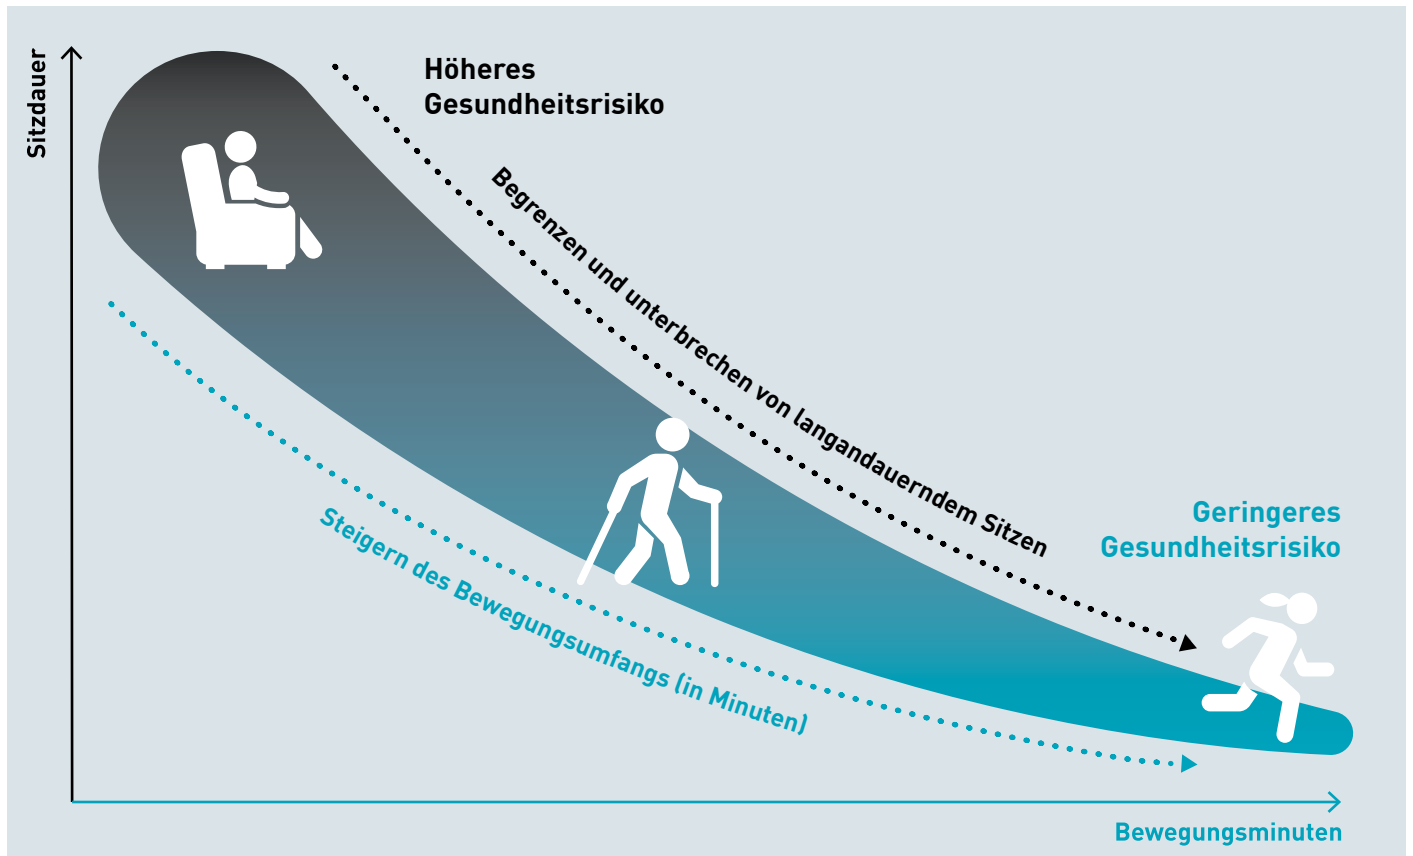 Sitzdauer
Höheres
Gesundheitsrisiko
Begrenzen und unterbrechen von langandauerndem Sitzen
Steigern des Bewegungsumfangs (in Minuten)
Geringeres
Gesundheitsrisiko
Bewegungsminuten